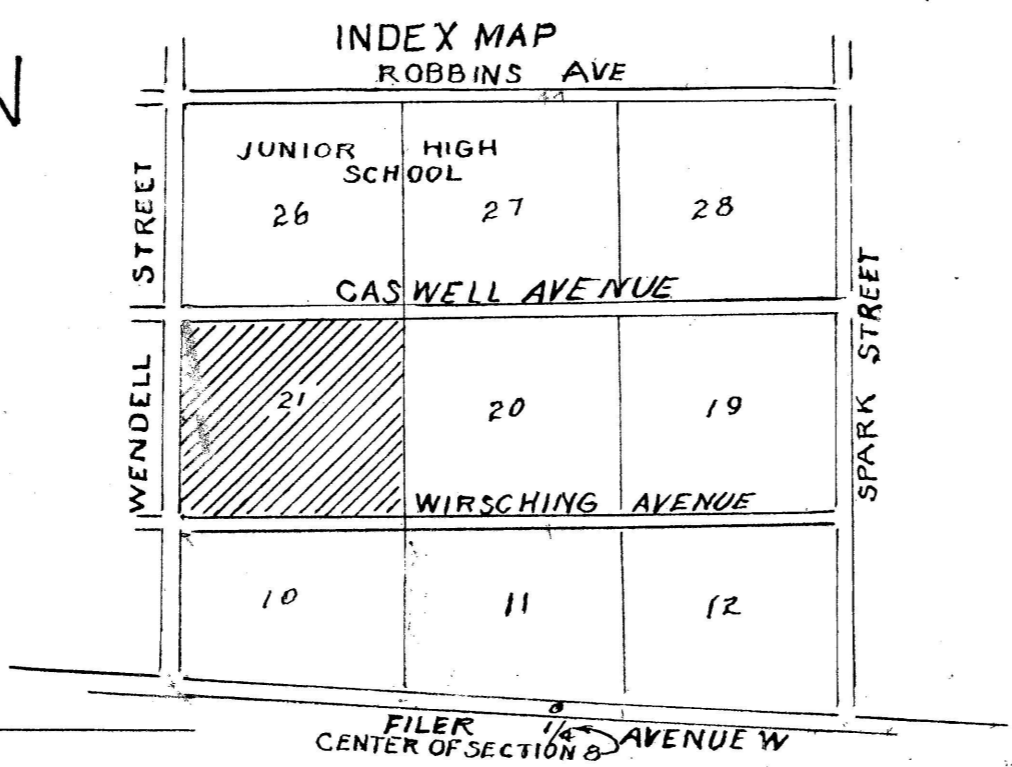 INDEX MAP
ROBBINS AVE
JUNIOR HIGH
SCHOOL
26 27 28
CASWELL AVENUE
WENDELL STREET
SPARK STREET
21 20 19
WIRSCHING AVENUE
10 11 12
FILER 1/4 AVENUE W
CENTER OF SECTION 8